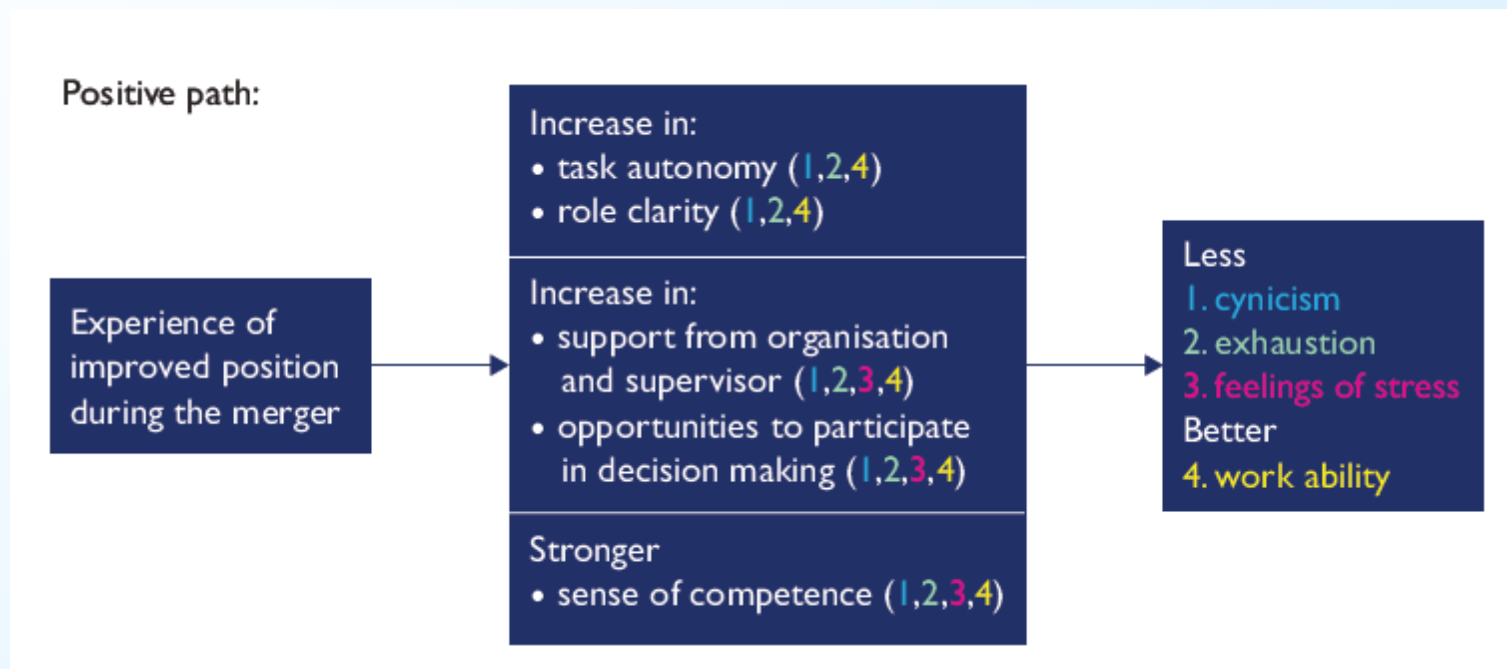 Positive path:
Experience of
improved position
during the merger
Increase in:
• task autonomy (1,2,4)
• role clarity (1,2,4)
Increase in:
• support from organisation
and supervisor (1,2,3,4)
• opportunities to participate
in decision making (1,2,3,4)
Stronger
• sense of competence (1,2,3,4)
Less
1. cynicism
2. exhaustion
3. feelings of stress
Better
4. work ability